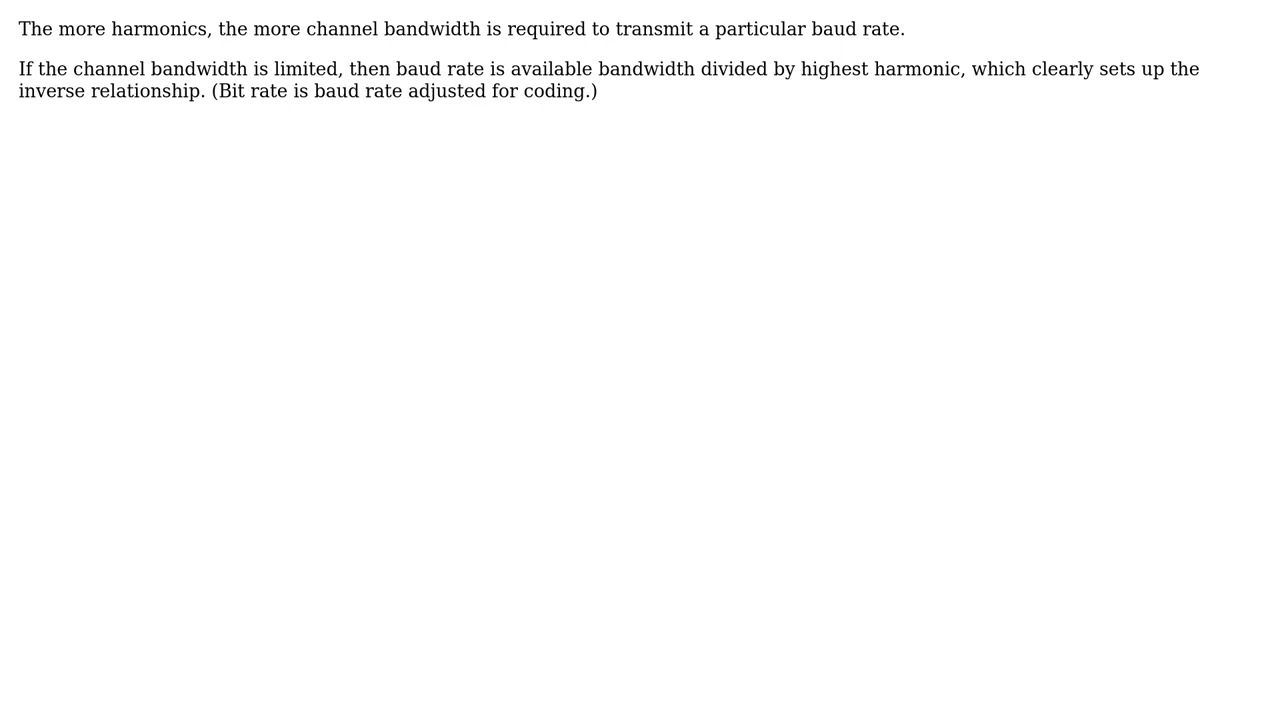 The more harmonics, the more channel bandwidth is required to transmit a particular baud rate.
If the channel bandwidth is limited, then baud rate is available bandwidth divided by highest harmonic, which clearly sets up the
inverse relationship. (Bit rate is baud rate adjusted for coding.)